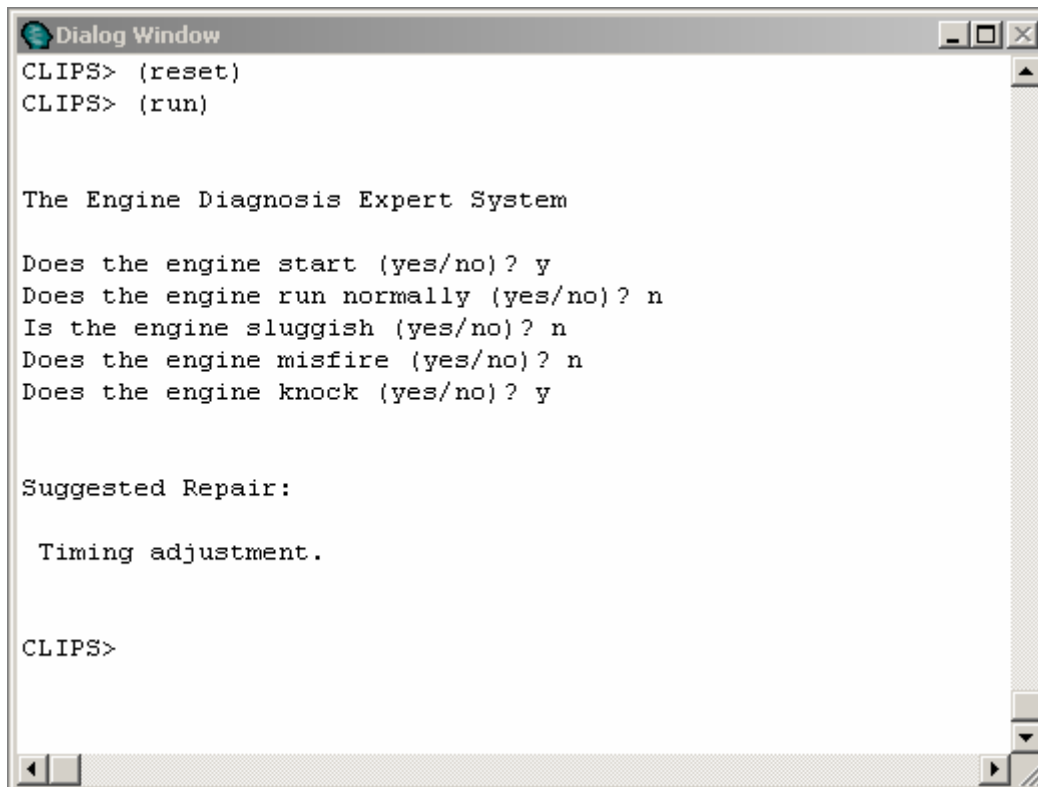 Dialog Window
CLIPS> (reset)
CLIPS> (run)
The Engine Diagnosis Expert System
Does the engine start (yes/no)? y
Does the engine run normally (yes/no)? n
Is the engine sluggish (yes/no)? n
Does the engine misfire (yes/no)? n
Does the engine knock (yes/no)? y
Suggested Repair:
Timing adjustment.
CLIPS>